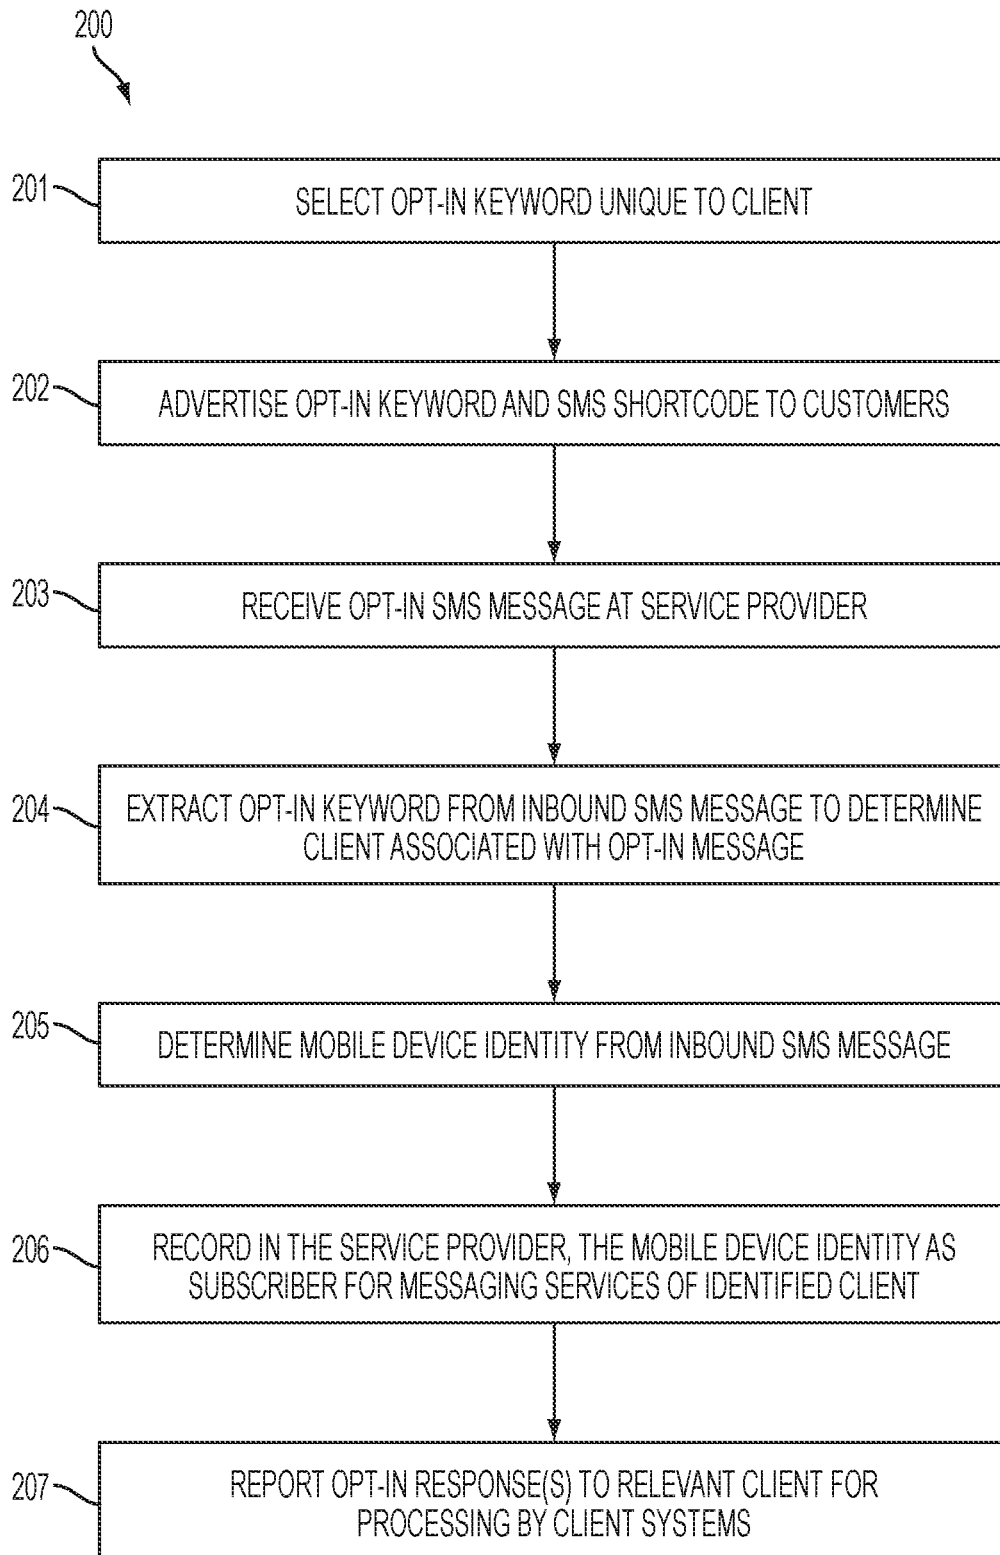 200
201
SELECT OPT-IN KEYWORD UNIQUE TO CLIENT
202
ADVERTISE OPT-IN KEYWORD AND SMS SHORTCODE TO CUSTOMERS
203
RECEIVE OPT-IN SMS MESSAGE AT SERVICE PROVIDER
204
EXTRACT OPT-IN KEYWORD FROM INBOUND SMS MESSAGE TO DETERMINE
CLIENT ASSOCIATED WITH OPT-IN MESSAGE
205
DETERMINE MOBILE DEVICE IDENTITY FROM INBOUND SMS MESSAGE
206
RECORD IN THE SERVICE PROVIDER, THE MOBILE DEVICE IDENTITY AS
SUBSCRIBER FOR MESSAGING SERVICES OF IDENTIFIED CLIENT
207
REPORT OPT-IN RESPONSE(S) TO RELEVANT CLIENT FOR
PROCESSING BY CLIENT SYSTEMS